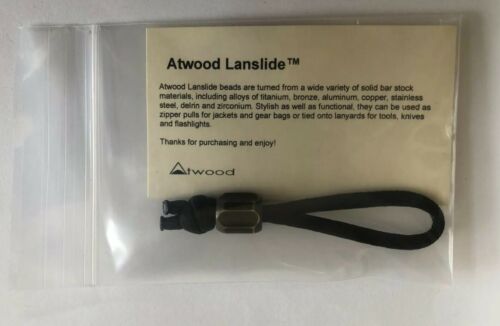 Atwood Lanslide™
Atwood Lanslide beads are turned from a wide variety of solid bar stock
materials, including alloys of titanium, bronze, aluminum, copper, stainless
steel, delrin and zirconium. Stylish as well as functional, they can be used as
zipper pulls for jackets and gear bags or tied onto lanyards for tools, knives
and flashlights.
Thanks for purchasing and enjoy!
Atwood